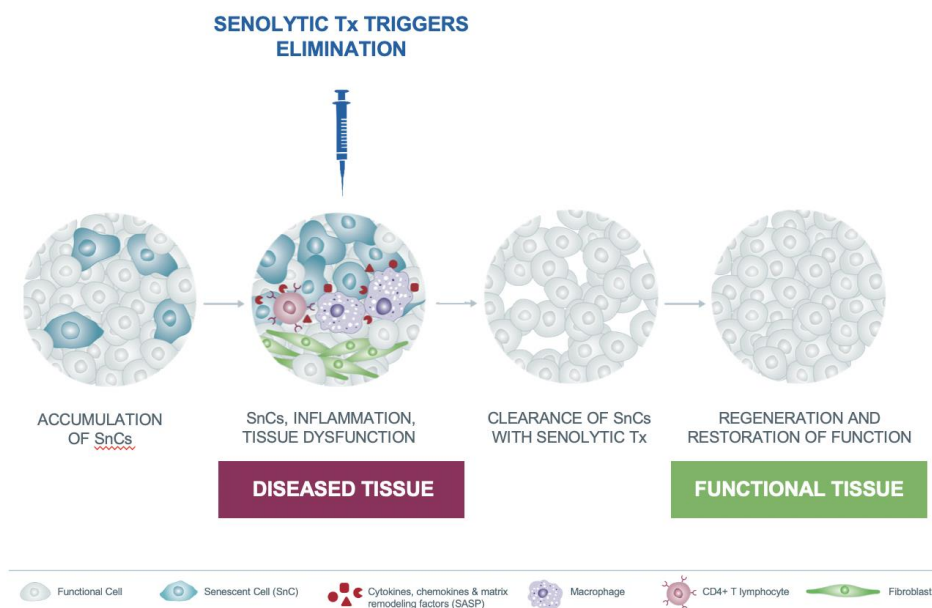 SENOLYTIC Tx TRIGGERS
ELIMINATION
ACCUMULATION
OF SnCs
SnCs, INFLAMMATION,
TISSUE DYSFUNCTION
CLEARANCE OF SnCs
WITH SENOLYTIC Tx
REGENERATION AND
RESTORATION OF FUNCTION
DISEASED TISSUE
FUNCTIONAL TISSUE
Functional Cell
Senescent Cell (SnC)
Cytokines, chemokines & matrix
remodeling factors (SASP)
Macrophage
CD4+ T lymphocyte
Fibroblast